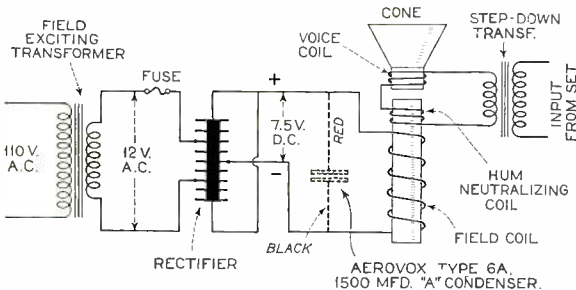 FIELD
EXCITING
TRANSFORMER
FUSE
110 V.
A.C.
12 V.
A.C.
RECTIFIER
+
7.5 V.
D.C.
−
RED
BLACK
CONE
VOICE
COIL
STEP-DOWN
TRANSF.
INPUT
FROM SET
HUM
NEUTRALIZING
COIL
FIELD COIL
AEROVOX TYPE 6A,
1500 MFD. "A" CONDENSER.